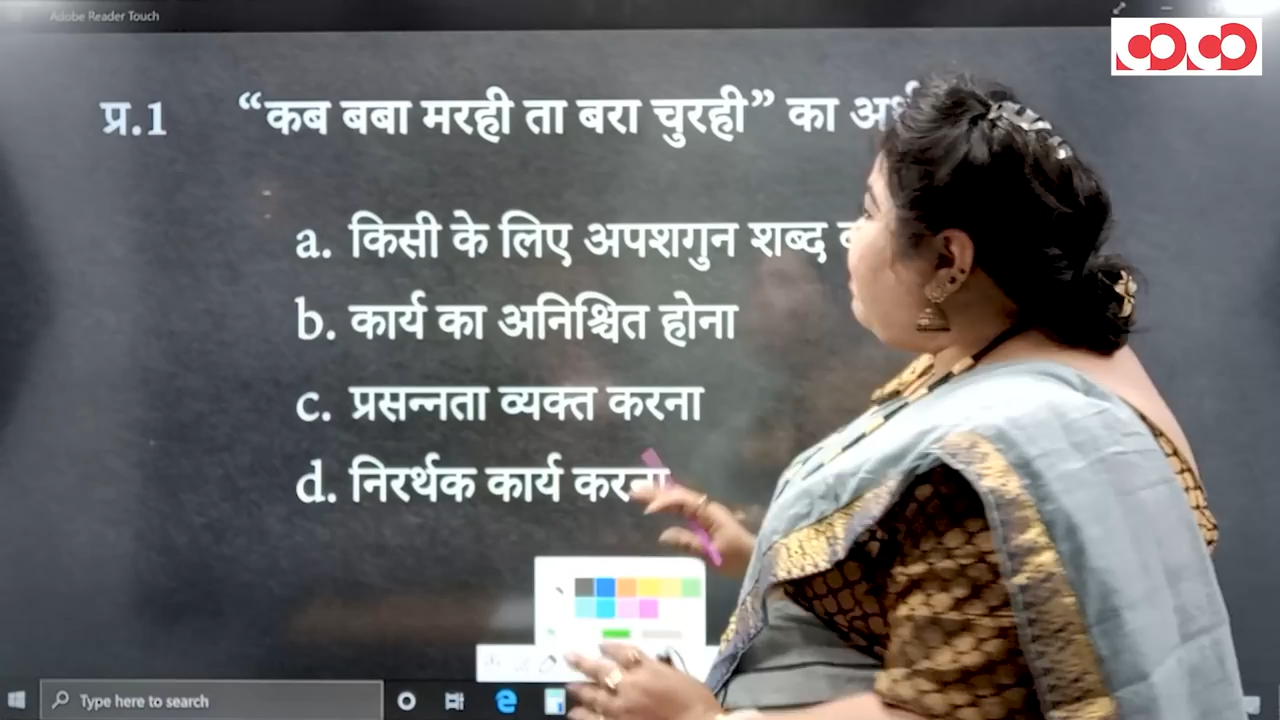 Adobe Reader Touch
प्र.1 “कब बबा मरही ता बरा चुरही” का
a. किसी के लिए अपशगुन शब्द
b. कार्य का अनिश्चित होना
c. प्रसन्नता व्यक्त करना
d. निरर्थक कार्य करना
Type here to search